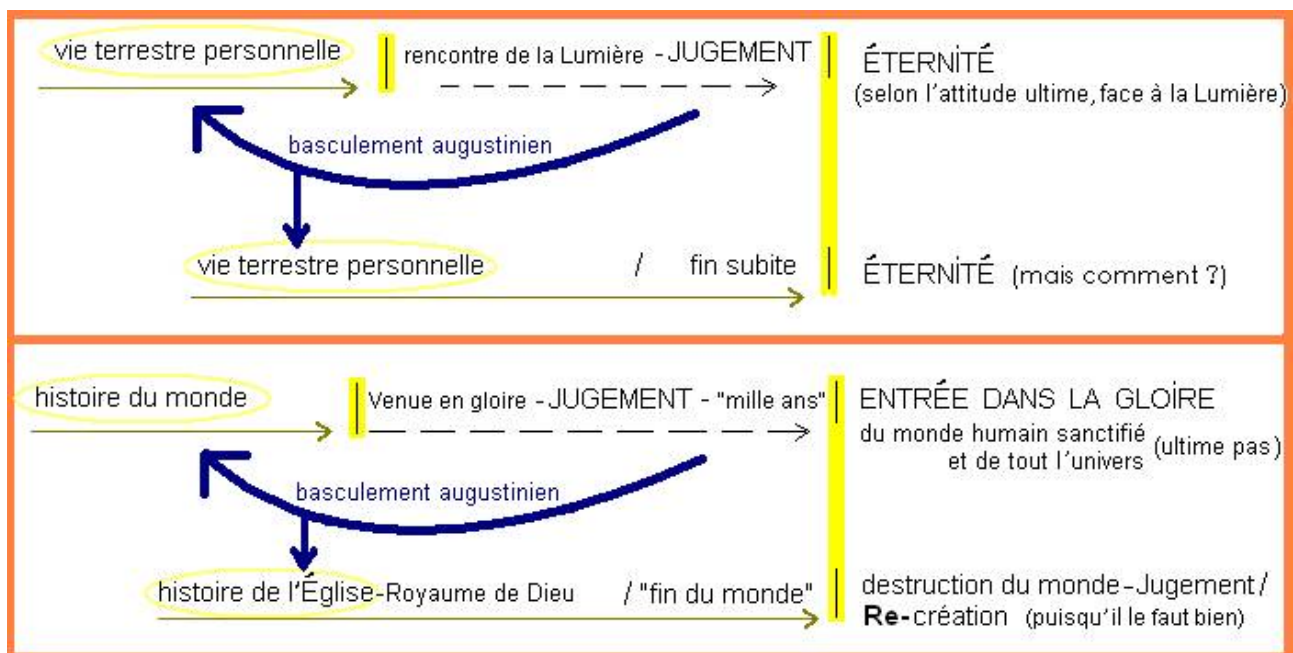 vie terrestre personnelle rencontre de la Lumière - JUGEMENT ÉTERNITÉ
(selon l'attitude ultime, face à la Lumière)
basculement augustinien
vie terrestre personnelle / fin subite ÉTERNITÉ (mais comment ?)
histoire du monde Venue en gloire - JUGEMENT - "mille ans" ENTRÉE DANS LA GLOIRE
du monde humain sanctifié
et de tout l'univers (ultime pas)
basculement augustinien
histoire de l'Église-Royaume de Dieu / "fin du monde" destruction du monde-Jugement/
Re-création (puisqu'il le faut bien)